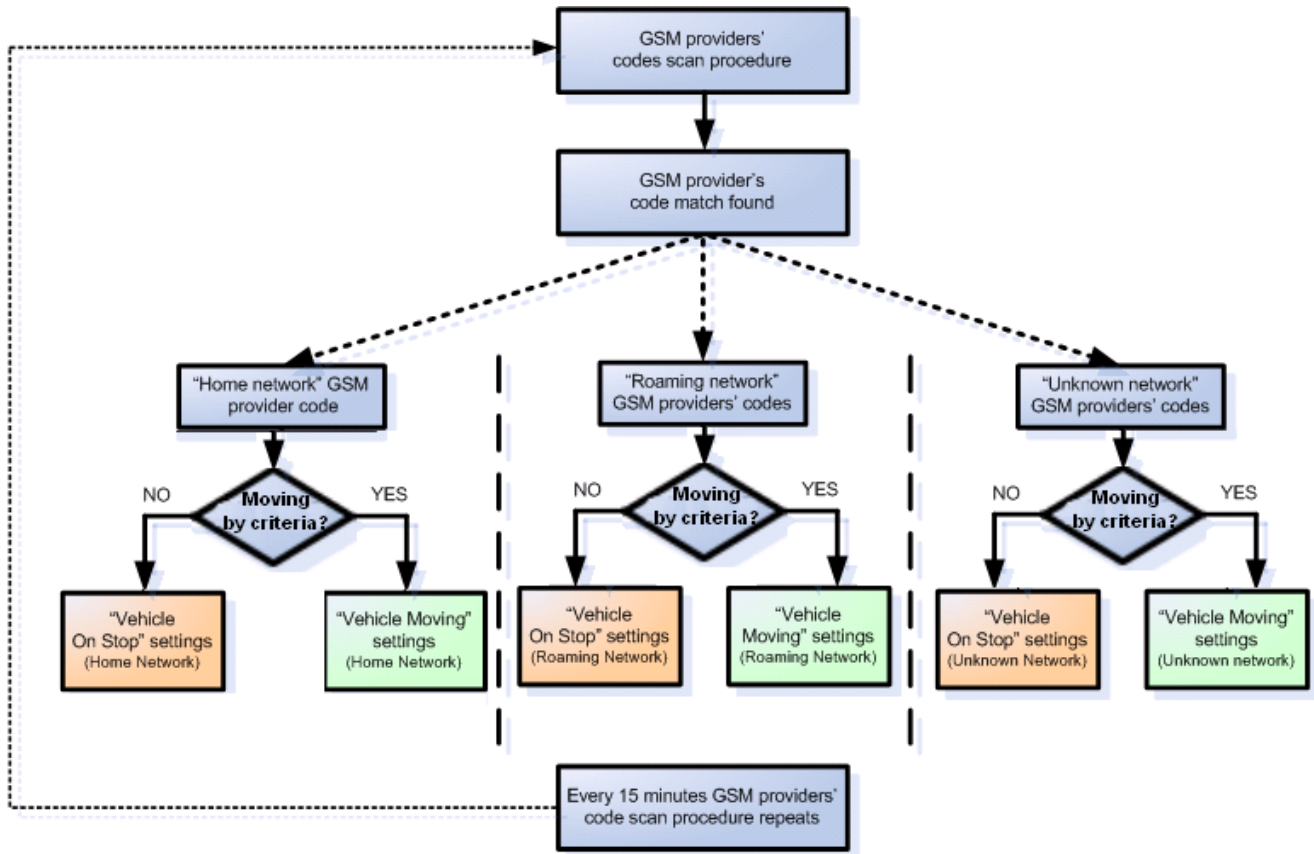 GSM providers'
codes scan procedure
GSM provider's
code match found
“Home network” GSM
provider code
“Roaming network”
GSM providers' codes
“Unknown network”
GSM providers' codes
NO
Moving
by criteria?
YES
NO
Moving
by criteria?
YES
NO
Moving
by criteria?
YES
“Vehicle
On Stop” settings
(Home Network)
“Vehicle Moving”
settings
(Home Network)
“Vehicle
On Stop” settings
(Roaming Network)
“Vehicle
Moving” settings
(Roaming Network)
“Vehicle
On Stop” settings
(Unknown Network)
“Vehicle Moving”
settings
(Unknown network)
Every 15 minutes GSM providers'
code scan procedure repeats